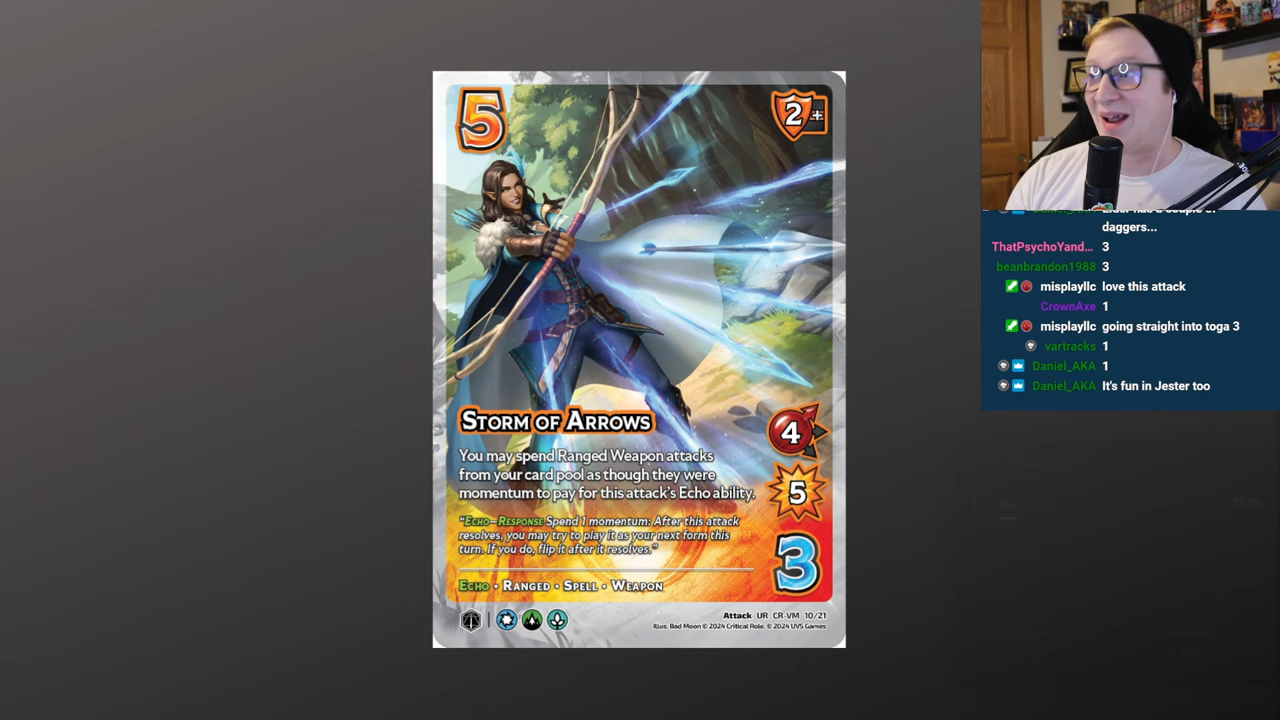 5
2
+
Storm of Arrows
You may spend Ranged Weapon attacks
from your card pool as though they were
momentum to pay for this attack's Echo ability.
"Echo–Response Spend 1 momentum: After this attack
resolves, you may try to play it as your next form this
turn. If you do, flip it after it resolves."
Echo • Ranged • Spell • Weapon
4
5
3
Attack UR CR-VM 10/21
Illus. Bad Moon © 2024 Critical Role. © 2024 UVS Games
daggers...
ThatPsychoYand... 3
beanbrandon1988 3
misplayllc love this attack
CrownAxe 1
misplayllc going straight into toga 3
vartracks 1
Daniel_AKA 1
Daniel_AKA It's fun in Jester too